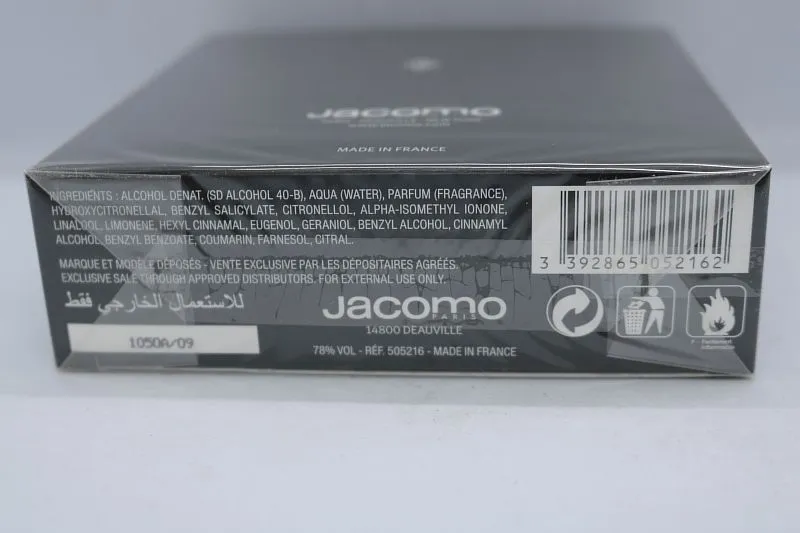 Jacomo
MADE IN FRANCE
INGREDIENTS : ALCOHOL DENAT. (SD ALCOHOL 40-B), AQUA (WATER), PARFUM (FRAGRANCE),
HYDROXYCITRONELLAL, BENZYL SALICYLATE, CITRONELLOL, ALPHA-ISOMETHYL IONONE,
LINALOOL, LIMONENE, HEXYL CINNAMAL, EUGENOL, GERANIOL, BENZYL ALCOHOL, CINNAMYL
ALCOHOL, BENZYL BENZOATE, COUMARIN, FARNESOL, CITRAL.
MARQUE ET MODÈLE DÉPOSÉS - VENTE EXCLUSIVE PAR LES DÉPOSITAIRES AGRÉÉS.
EXCLUSIVE SALE THROUGH APPROVED DISTRIBUTORS. FOR EXTERNAL USE ONLY.
للاستعمال الخارجي فقط
1050A/09
Jacomo
PARIS
14800 DEAUVILLE
78% VOL - RÉF. 505216 - MADE IN FRANCE
3 392865 052162
F - Facilement
inflammable